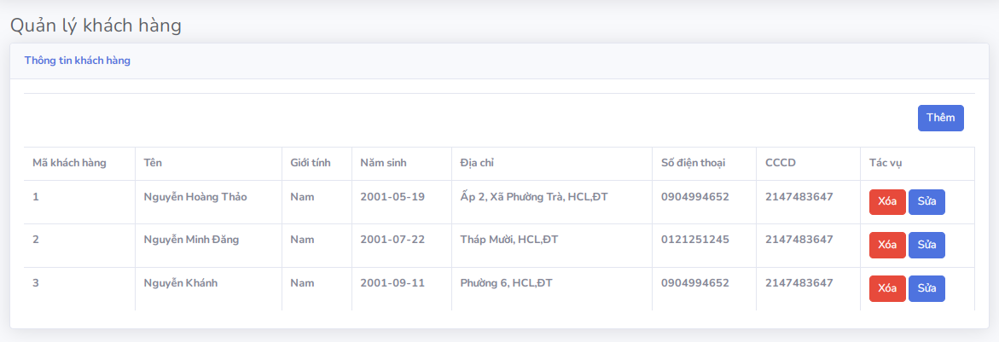 Quản lý khách hàng
Thông tin khách hàng
Thêm
Mã khách hàng Tên Giới tính Năm sinh Địa chỉ Số điện thoại CCCD Tác vụ
1 Nguyễn Hoàng Thảo Nam 2001-05-19 Ấp 2, Xã Phường Trà, HCL,ĐT 0904994652 2147483647 Xóa Sửa
2 Nguyễn Minh Đăng Nam 2001-07-22 Tháp Mười, HCL,ĐT 0121251245 2147483647 Xóa Sửa
3 Nguyễn Khánh Nam 2001-09-11 Phường 6, HCL,ĐT 0904994652 2147483647 Xóa Sửa